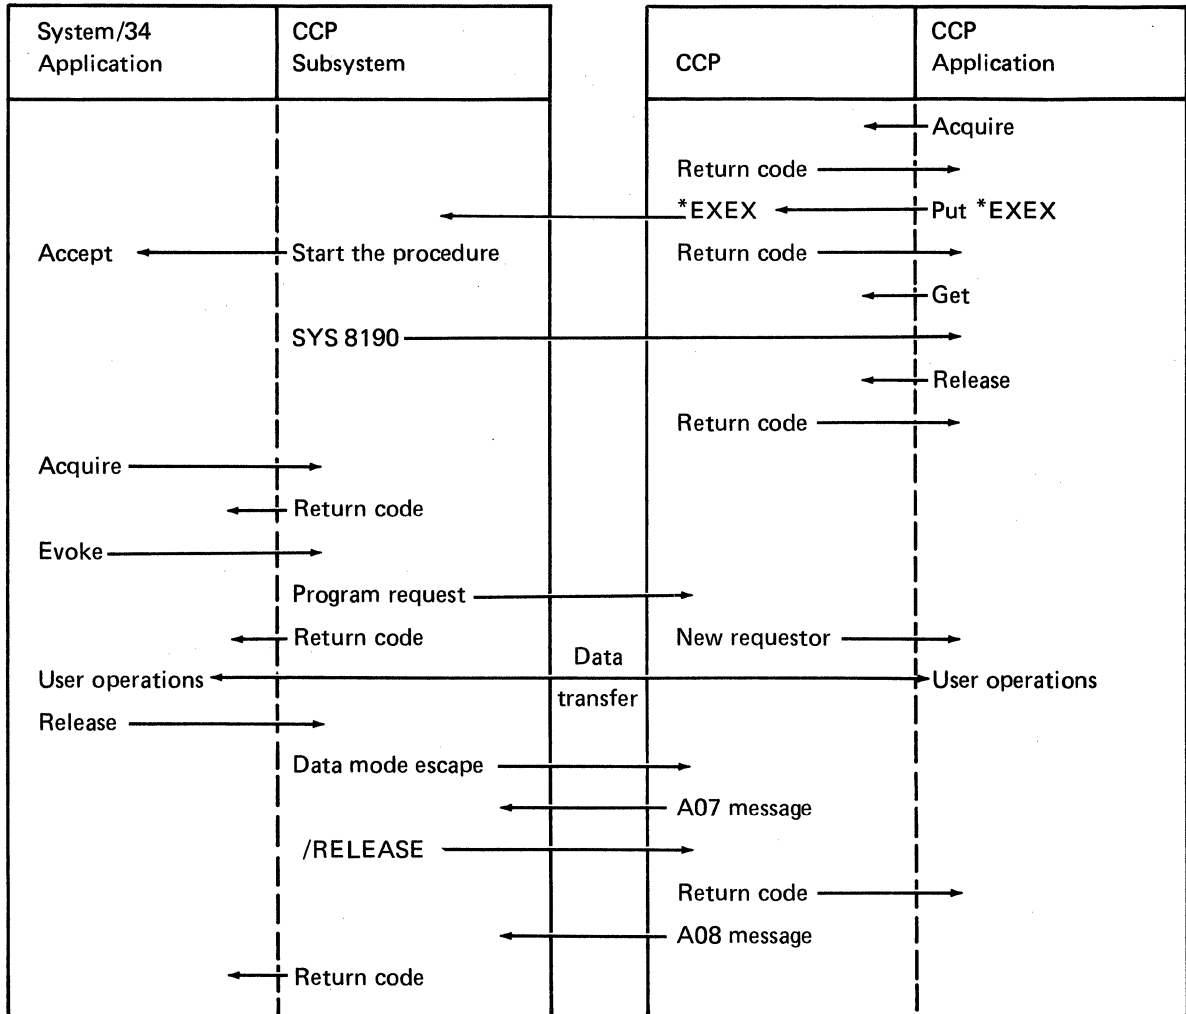 System/34
Application
CCP
Subsystem
CCP
CCP
Application
Acquire
Return code
*EXEX
Put *EXEX
Accept
Start the procedure
Return code
Get
SYS 8190
Release
Return code
Acquire
Return code
Evoke
Program request
Return code
New requestor
Data
transfer
User operations
User operations
Release
Data mode escape
A07 message
/RELEASE
Return code
A08 message
Return code